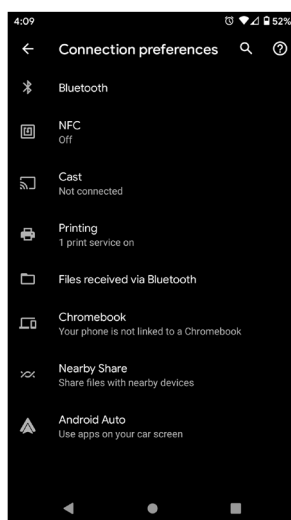 4:09 52%
Connection preferences
Bluetooth
NFC
Off
Cast
Not connected
Printing
1 print service on
Files received via Bluetooth
Chromebook
Your phone is not linked to a Chromebook
Nearby Share
Share files with nearby devices
Android Auto
Use apps on your car screen